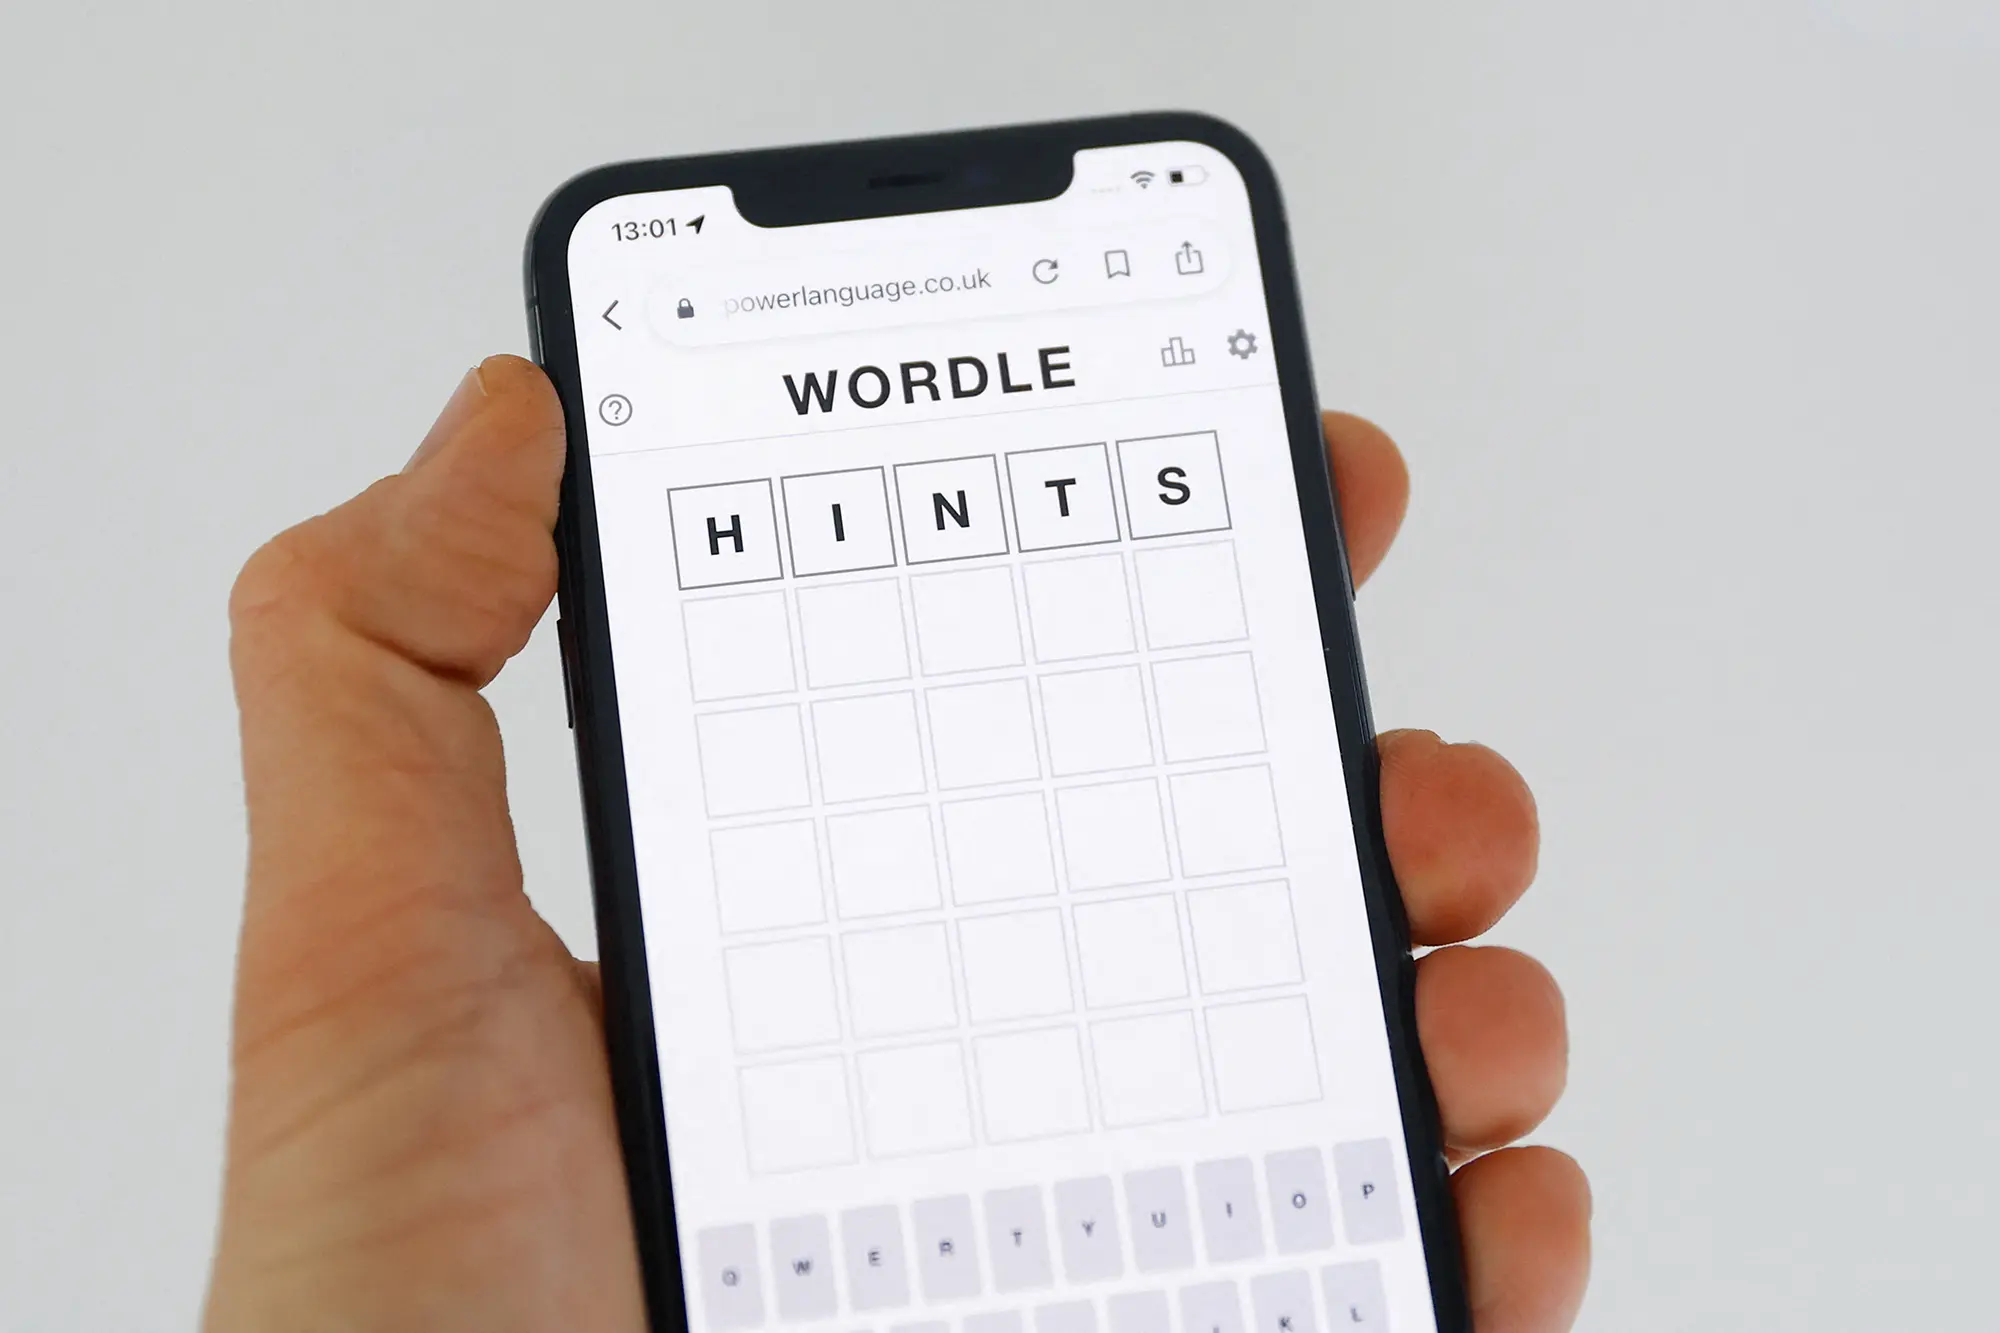 13:01
powerlanguage.co.uk
WORDLE
?
H I N T S
Q W E R T Y U I O P
K L